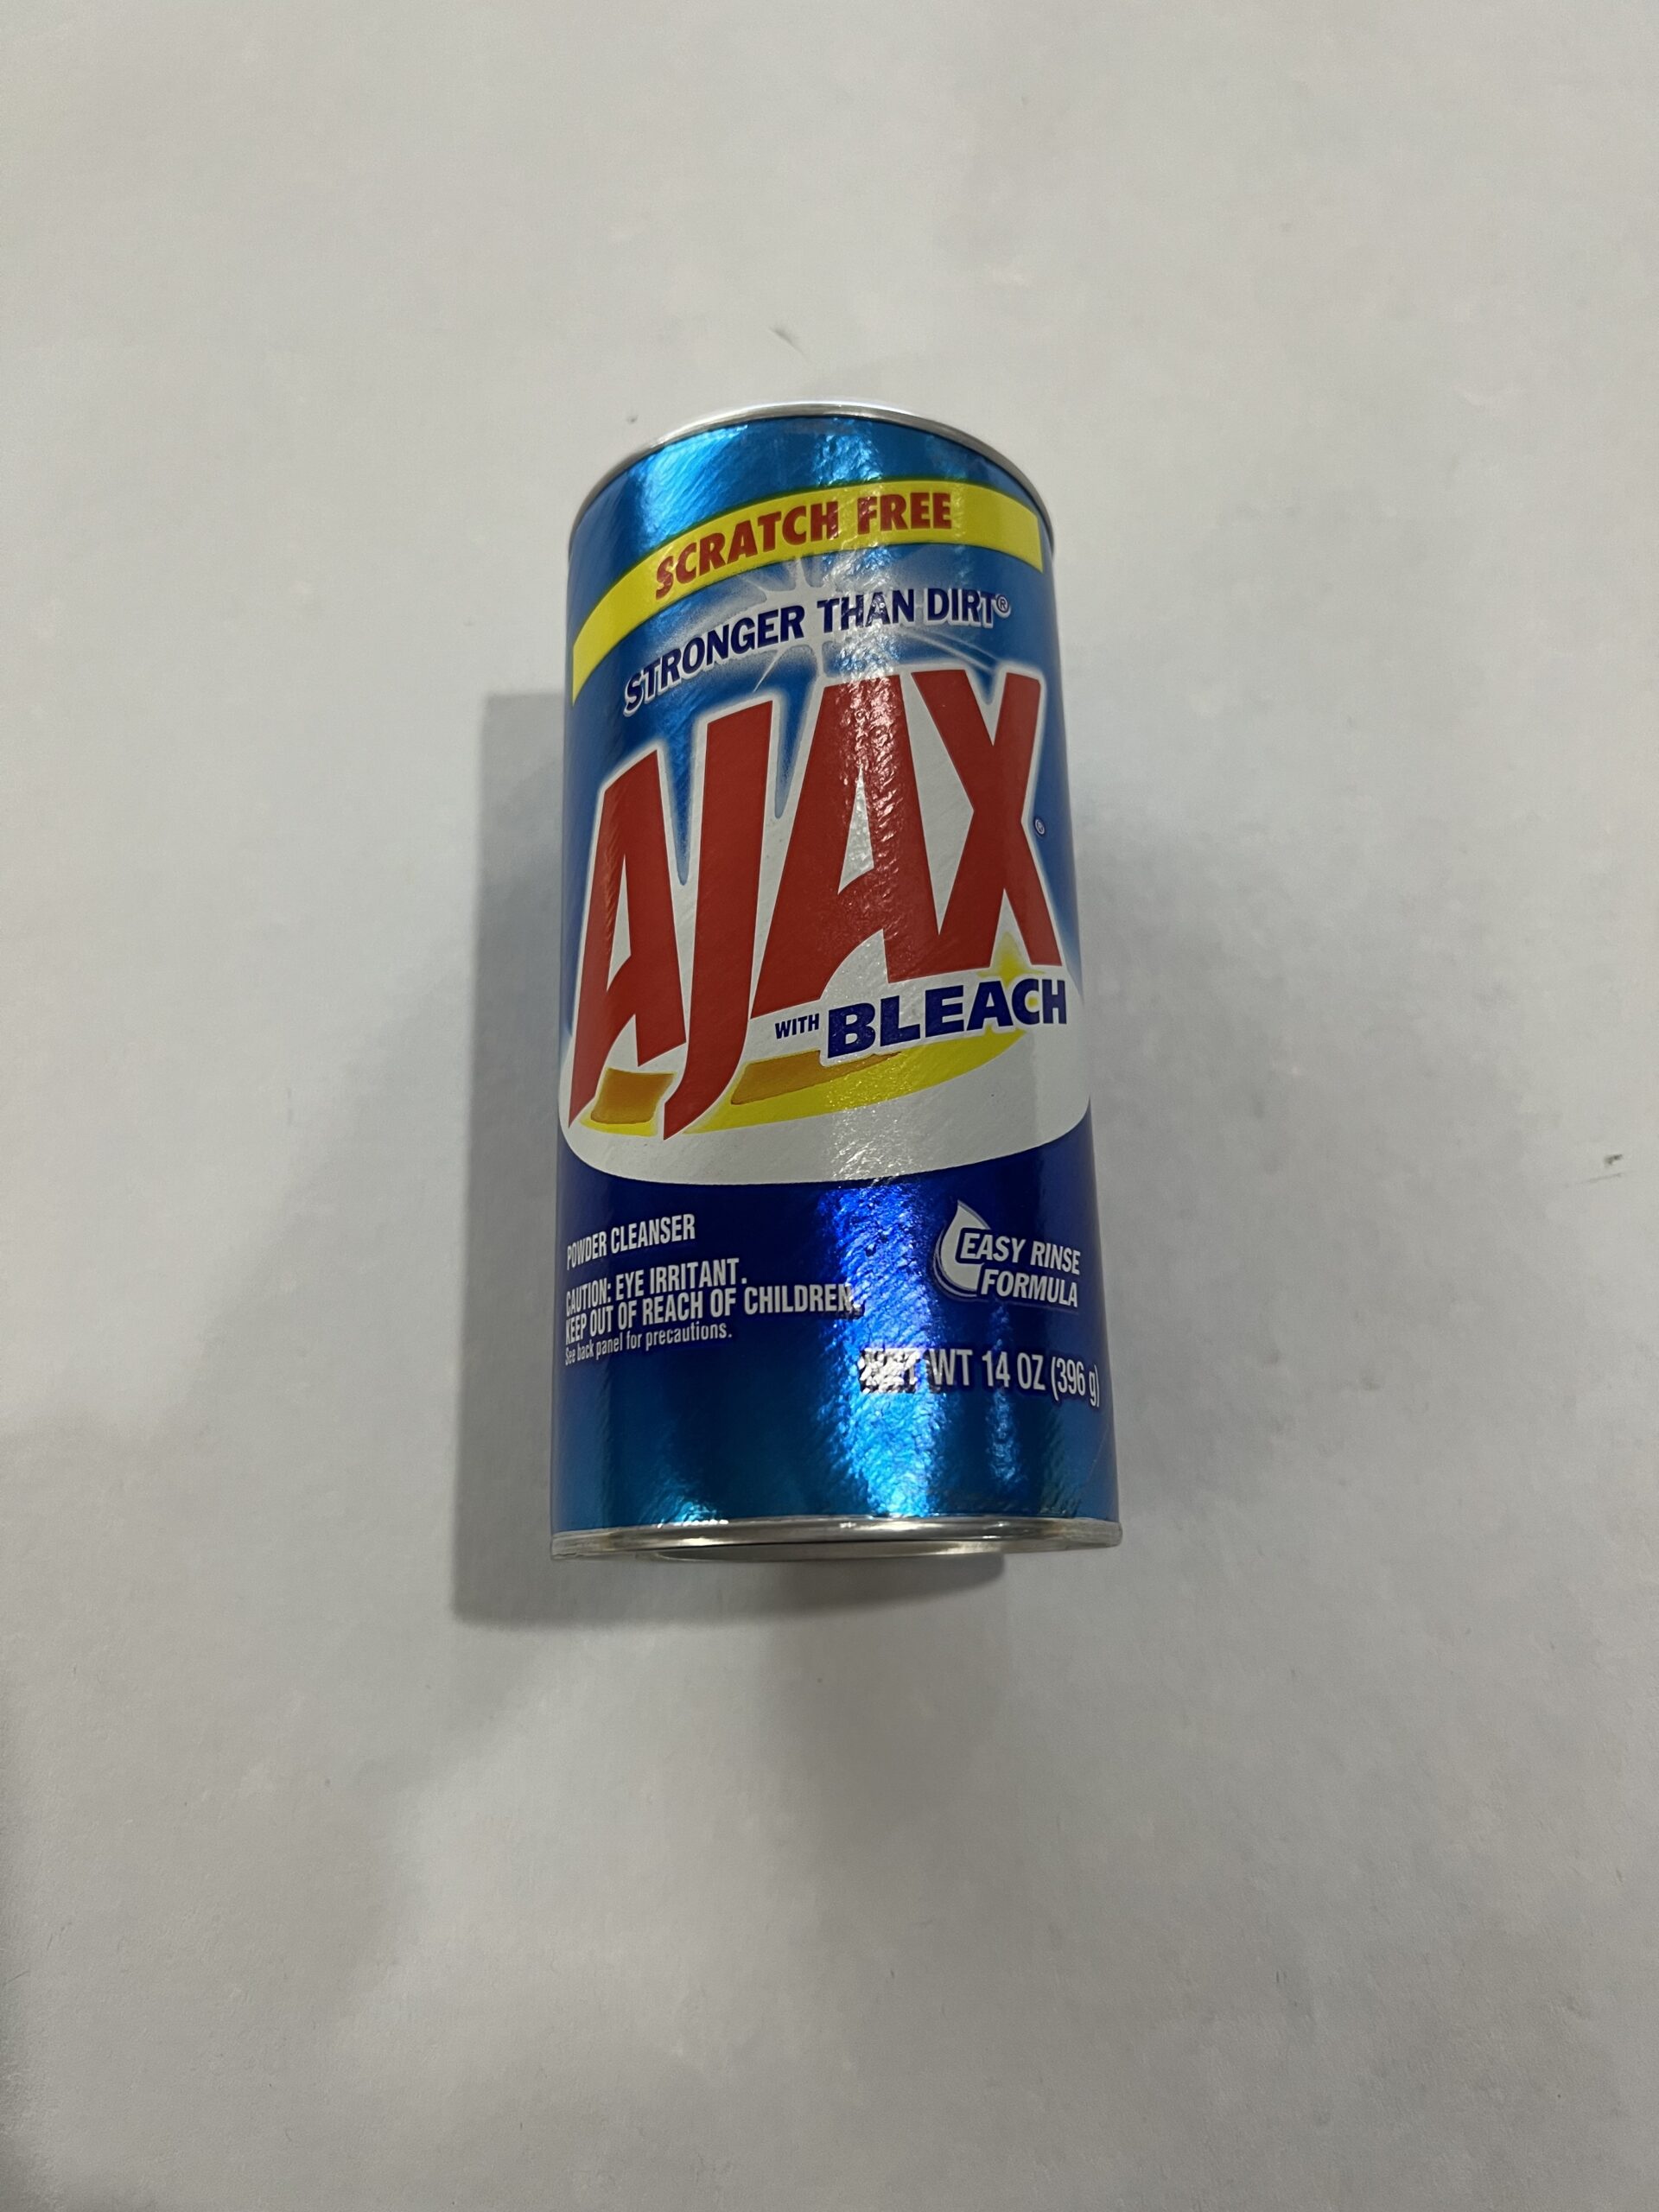 SCRATCH FREE
STRONGER THAN DIRT®
AJAX®
WITH BLEACH
POWDER CLEANSER
CAUTION: EYE IRRITANT.
KEEP OUT OF REACH OF CHILDREN.
See back panel for precautions.
EASY RINSE
FORMULA
NET WT 14 OZ (396 g)